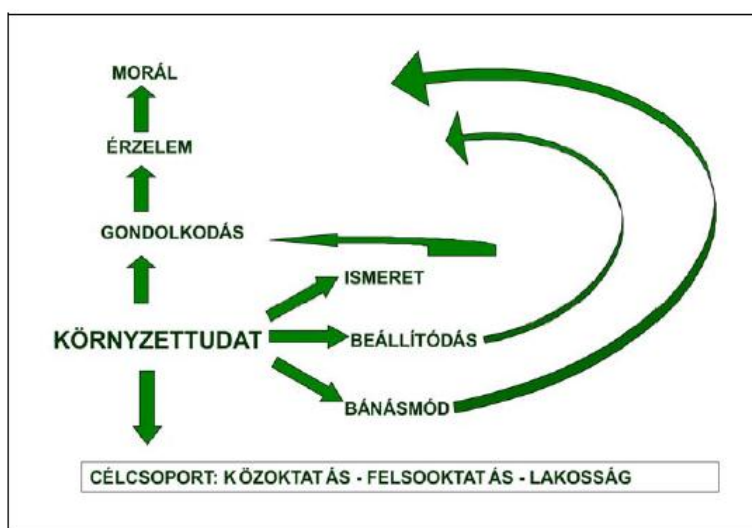 MORÁL
ÉRZELEM
GONDOLKODÁS
ISMERET
KÖRNYZETTUDAT
BEÁLLÍTÓDÁS
BÁNÁSMÓD
CÉLCSOPORT: KÖZOKTATÁS - FELSOOKTATÁS - LAKOSSÁG